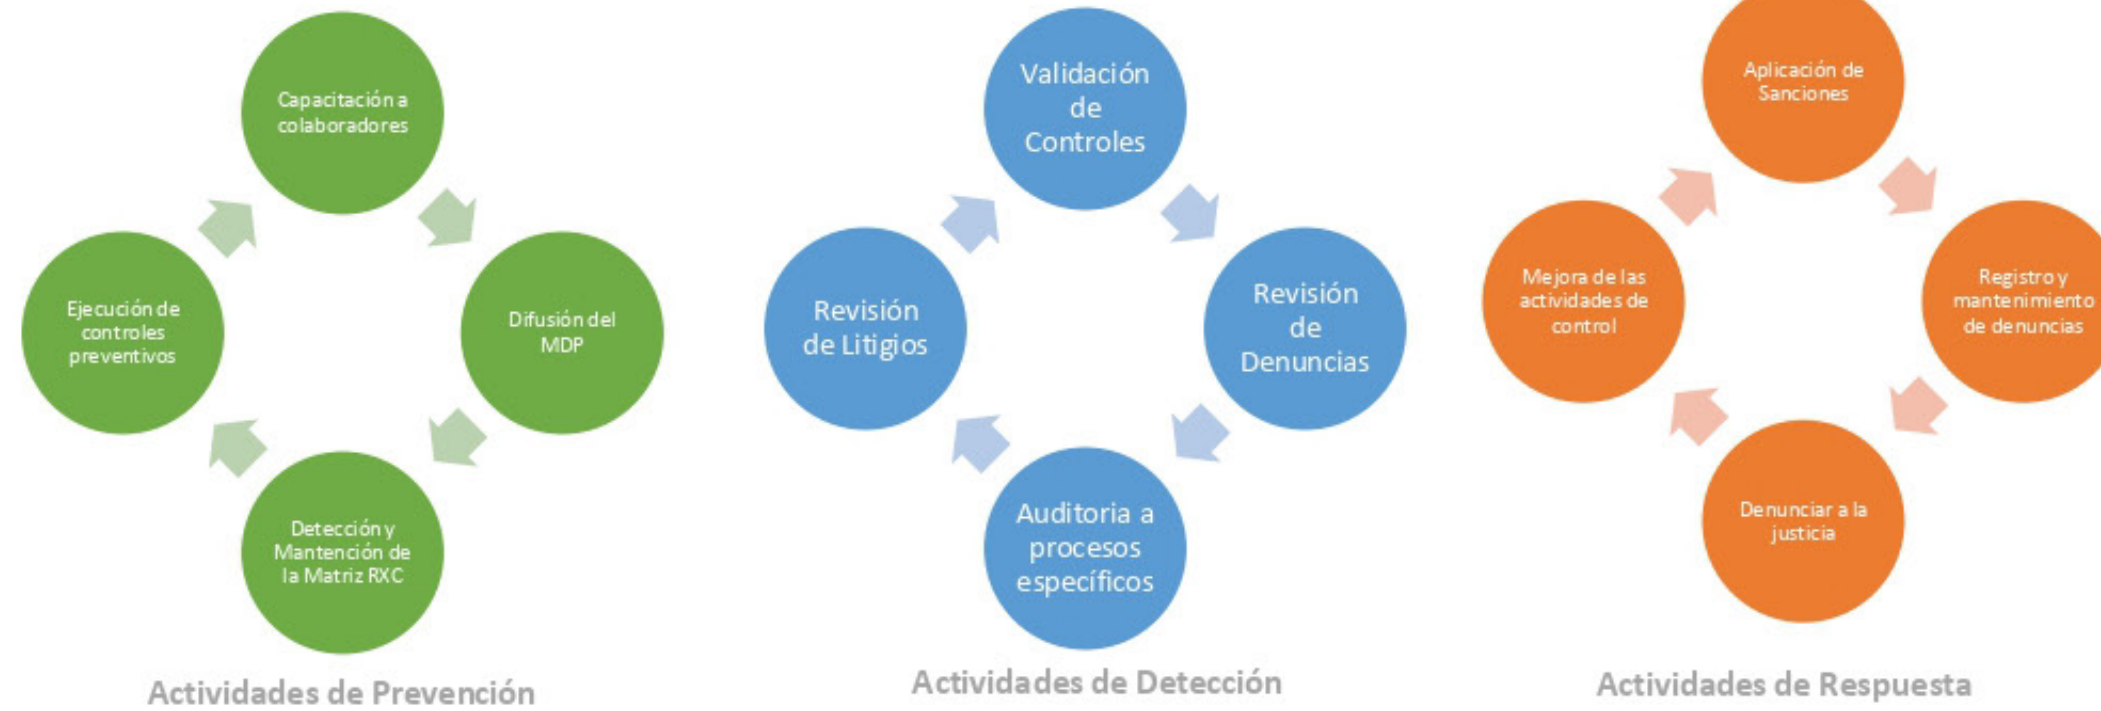 Capacitación a
colaboradores
Difusión del
MDP
Detección y
Mantención de
la Matriz RXC
Ejecución de
controles
preventivos
Actividades de Prevención
Validación
de
Controles
Revisión
de
Denuncias
Auditoria a
procesos
específicos
Revisión
de Litigios
Actividades de Detección
Aplicación de
Sanciones
Registro y
mantenimiento
de denuncias
Denunciar a la
justicia
Mejora de las
actividades de
control
Actividades de Respuesta